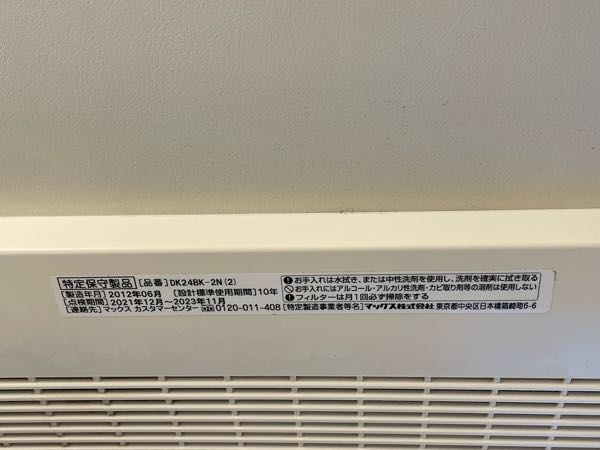 特定保守製品 [品番] DK24BK-2N(2)
[製造年月] 2012年06月 [設計標準使用期間] 10年
[点検期間] 2021年12月~2023年11月
[連絡先] マックス カスタマーセンター 0120-011-408 [特定製造事業者等名] マックス株式会社 東京都中央区日本橋箱崎町6-6
お手入れは水拭き、または中性洗剤を使用し、洗剤を確実に拭き取る
お手入れにはアルコール・アルカリ性洗剤・カビ取り剤等の溶剤は使用しない
フィルターは月1回必ず掃除をする